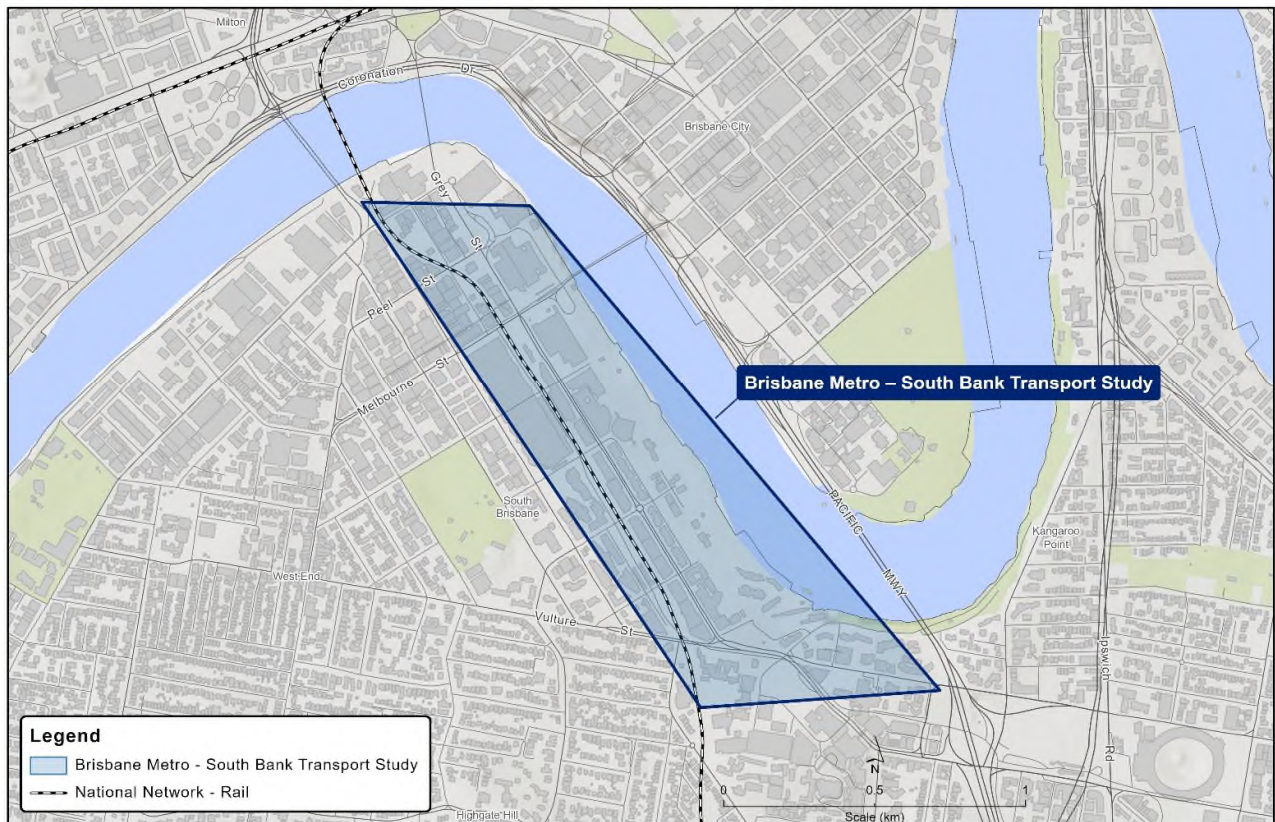 Milton
Coronation Dr
Brisbane City
Grey St
Peel St
Melbourne St
Brisbane Metro – South Bank Transport Study
South
Brisbane
PACIFIC MWY
Kangaroo
Point
West End
Vulture St
Ipswich Rd
Legend
Brisbane Metro - South Bank Transport Study
National Network - Rail
Highgate Hill
N
0 0.5 1
Scale (km)